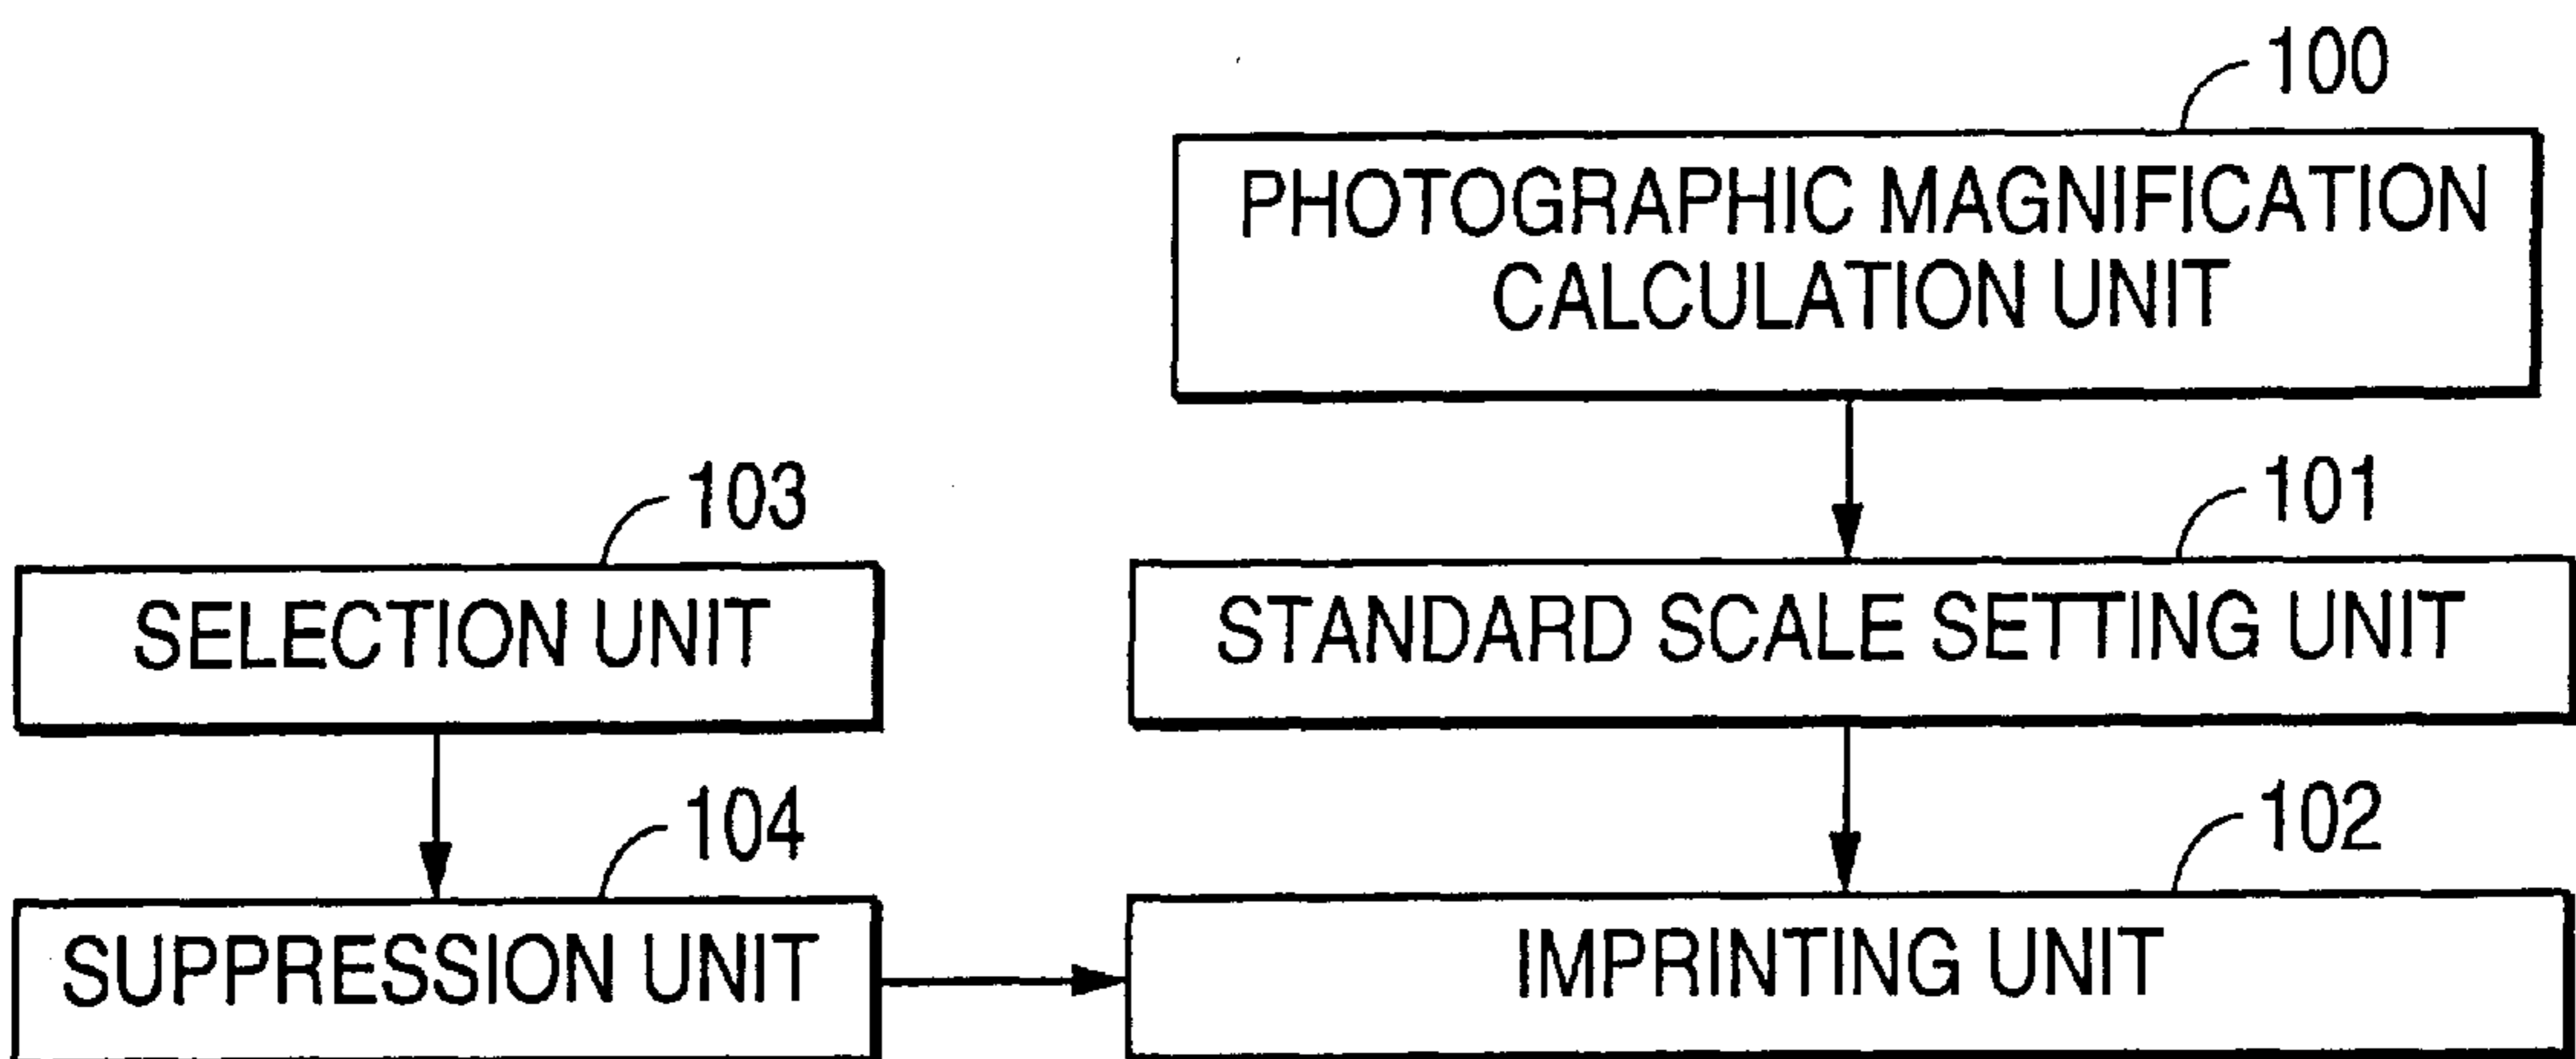 100
PHOTOGRAPHIC MAGNIFICATION
CALCULATION UNIT
103
101
SELECTION UNIT
STANDARD SCALE SETTING UNIT
104
102
SUPPRESSION UNIT
IMPRINTING UNIT